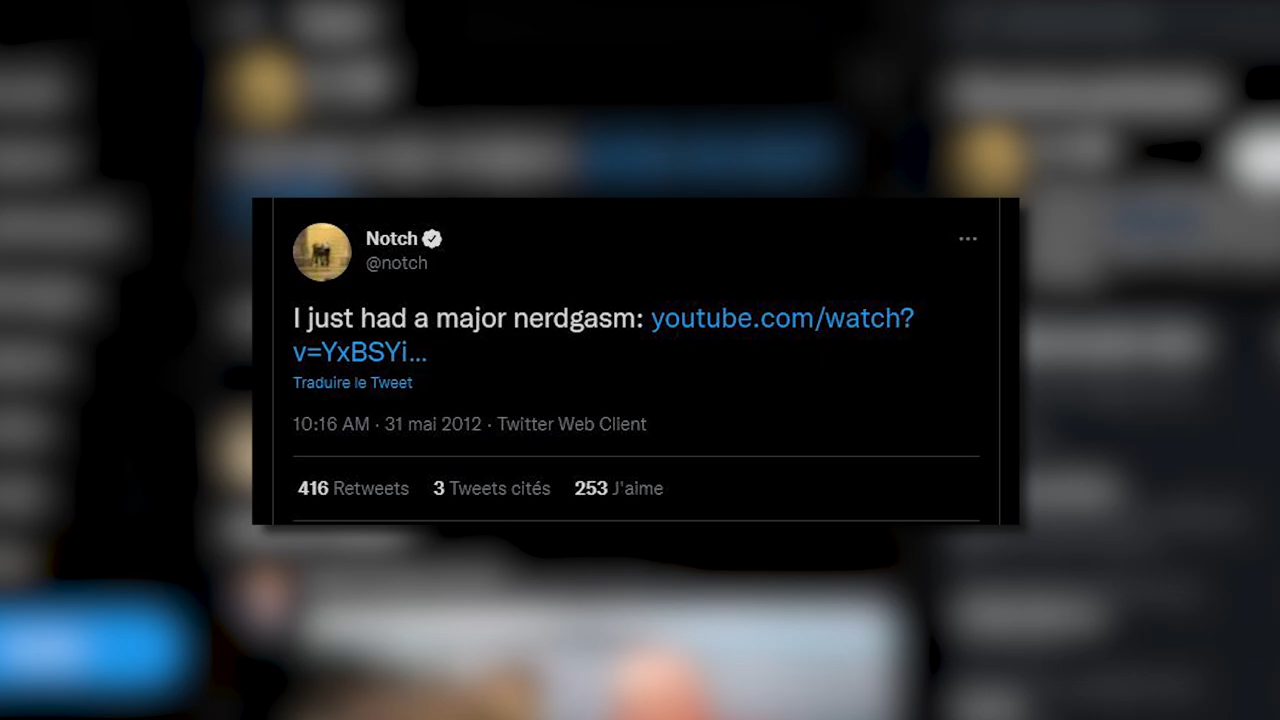 Notch
@notch
I just had a major nerdgasm: youtube.com/watch?
v=YxBSYi...
Traduire le Tweet
10:16 AM · 31 mai 2012 · Twitter Web Client
416 Retweets 3 Tweets cités 253 J'aime